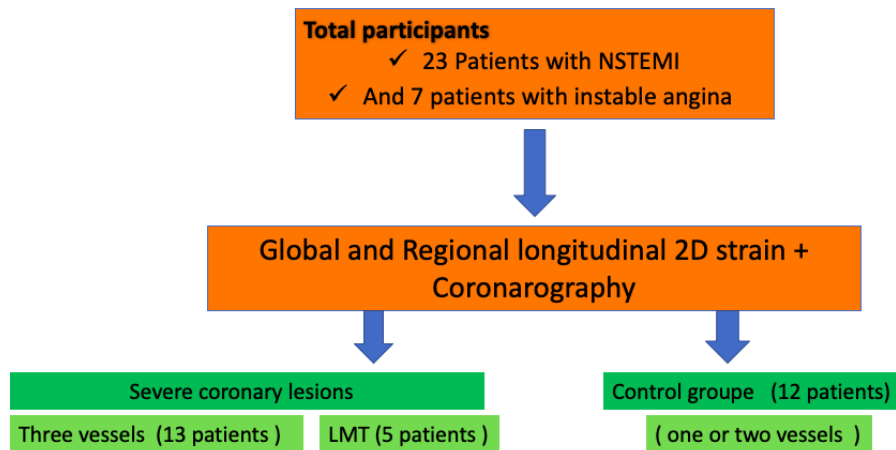 Total participants
✓ 23 Patients with NSTEMI
✓ And 7 patients with instable angina
Global and Regional longitudinal 2D strain +
Coronarography
Severe coronary lesions
Control groupe (12 patients)
Three vessels (13 patients )
LMT (5 patients )
( one or two vessels )